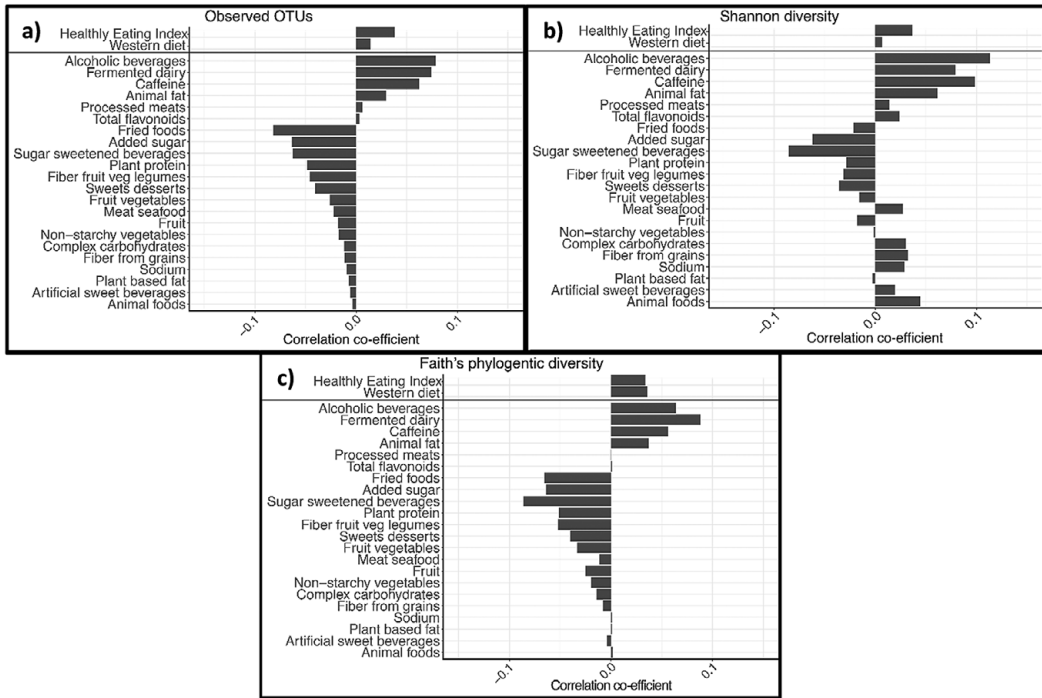 a)
Observed OTUs
Healthly Eating Index
Western diet
Alcoholic beverages
Fermented dairy
Caffeine
Animal fat
Processed meats
Total flavonoids
Fried foods
Added sugar
Sugar sweetened beverages
Plant protein
Fiber fruit veg legumes
Sweets desserts
Fruit vegetables
Meat seafood
Fruit
Non-starchy vegetables
Complex carbohydrates
Fiber from grains
Sodium
Plant based fat
Artificial sweet beverages
Animal foods
-0.1 0.0 0.1
Correlation co-efficient
b)
Shannon diversity
Healthly Eating Index
Western diet
Alcoholic beverages
Fermented dairy
Caffeine
Animal fat
Processed meats
Total flavonoids
Fried foods
Added sugar
Sugar sweetened beverages
Plant protein
Fiber fruit veg legumes
Sweets desserts
Fruit vegetables
Meat seafood
Fruit
Non-starchy vegetables
Complex carbohydrates
Fiber from grains
Sodium
Plant based fat
Artificial sweet beverages
Animal foods
-0.1 0.0 0.1
Correlation co-efficient
c)
Faith's phylogentic diversity
Healthly Eating Index
Western diet
Alcoholic beverages
Fermented dairy
Caffeine
Animal fat
Processed meats
Total flavonoids
Fried foods
Added sugar
Sugar sweetened beverages
Plant protein
Fiber fruit veg legumes
Sweets desserts
Fruit vegetables
Meat seafood
Fruit
Non-starchy vegetables
Complex carbohydrates
Fiber from grains
Sodium
Plant based fat
Artificial sweet beverages
Animal foods
-0.1 0.0 0.1
Correlation co-efficient